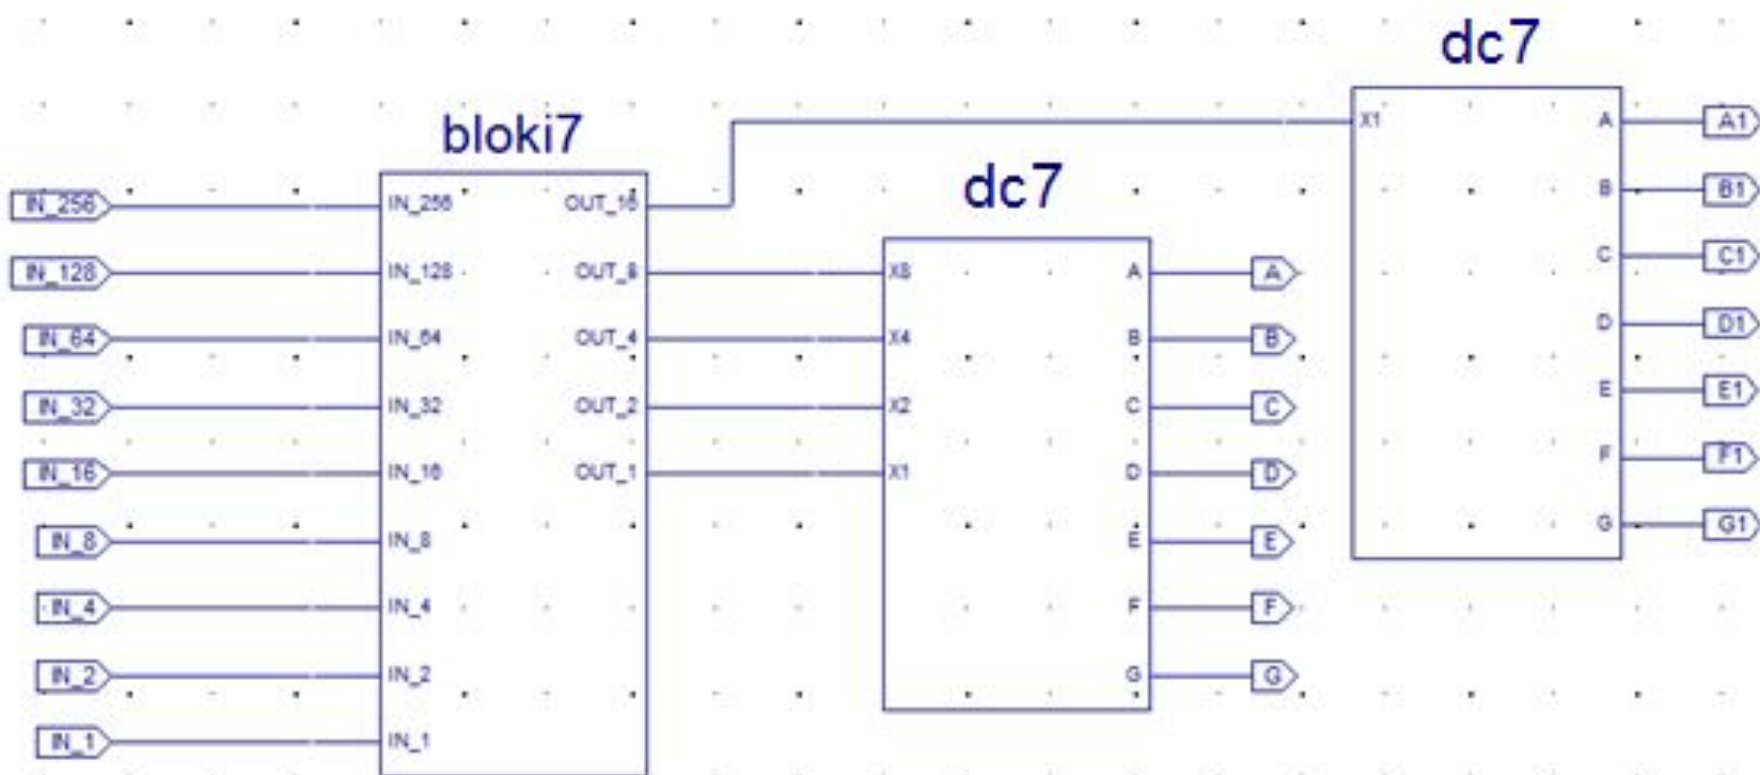 dc7
bloki7
dc7
X1 A A1
B B1
C C1
D D1
E E1
F F1
G G1
IN_256 IN_256 OUT_16
IN_128 IN_128 OUT_8 X8 A A
IN_64 IN_64 OUT_4 X4 B B
IN_32 IN_32 OUT_2 X2 C C
IN_16 IN_16 OUT_1 X1 D D
IN_8 IN_8 E E
IN_4 IN_4 F F
IN_2 IN_2 G G
IN_1 IN_1